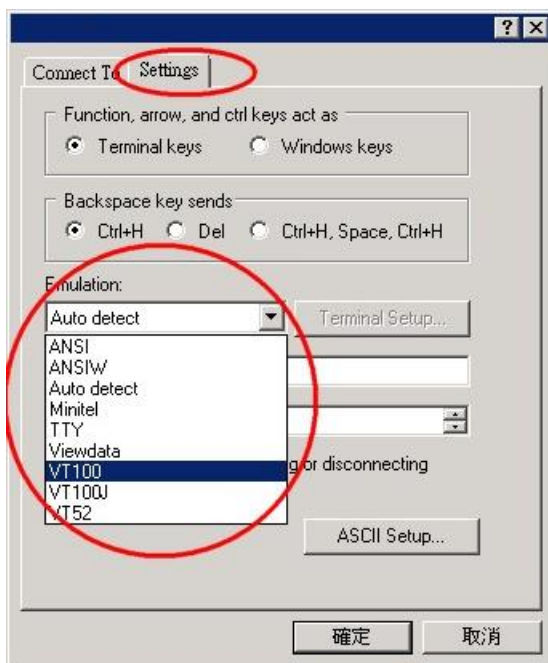 Connect To Settings
Function, arrow, and ctrl keys act as
Terminal keys Windows keys
Backspace key sends
Ctrl+H Del Ctrl+H, Space, Ctrl+H
Emulation:
Auto detect Terminal Setup...
ANSI
ANSIW
Auto detect
Minitel
TTY
Viewdata
VT100
or disconnecting
VT100J
VT52
ASCII Setup...
確定 取消